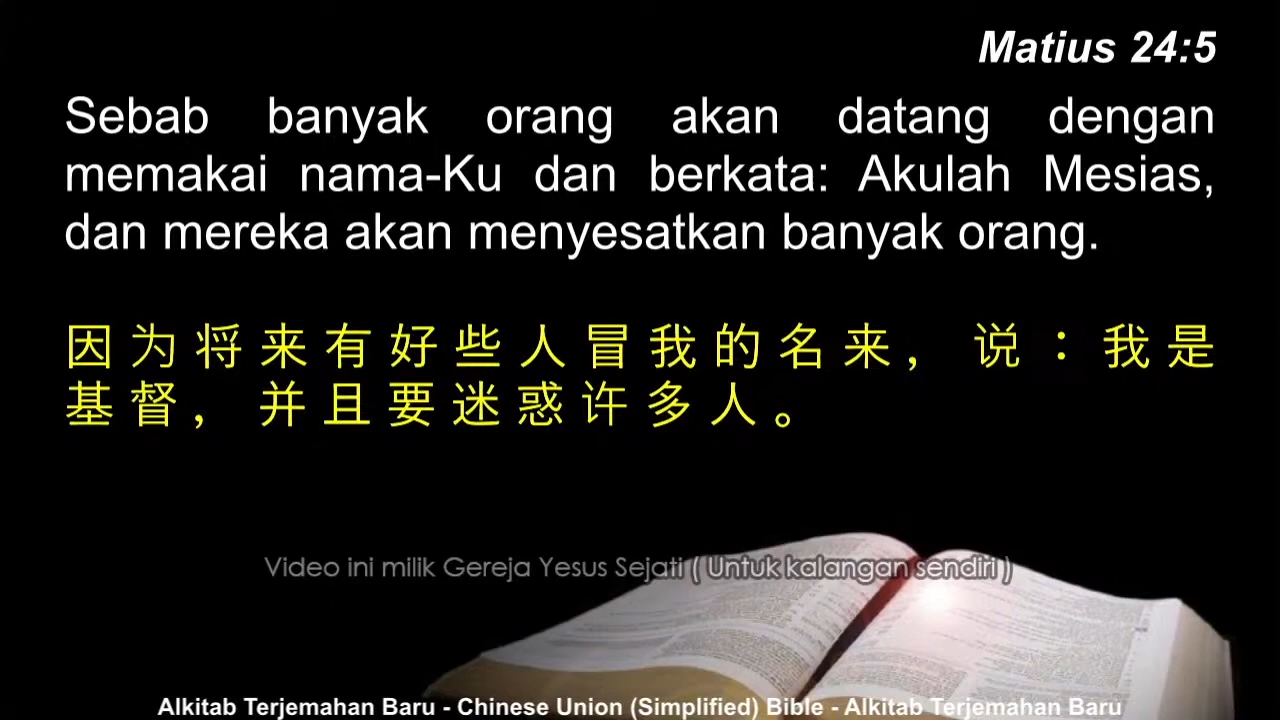 Matius 24:5
Sebab banyak orang akan datang dengan
memakai nama-Ku dan berkata: Akulah Mesias,
dan mereka akan menyesatkan banyak orang.
因为将来有好些人冒我的名来，说：我是
基督，并且要迷惑许多人。
Video ini milik Gereja Yesus Sejati ( Untuk kalangan sendiri )
Alkitab Terjemahan Baru - Chinese Union (Simplified) Bible - Alkitab Terjemahan Baru